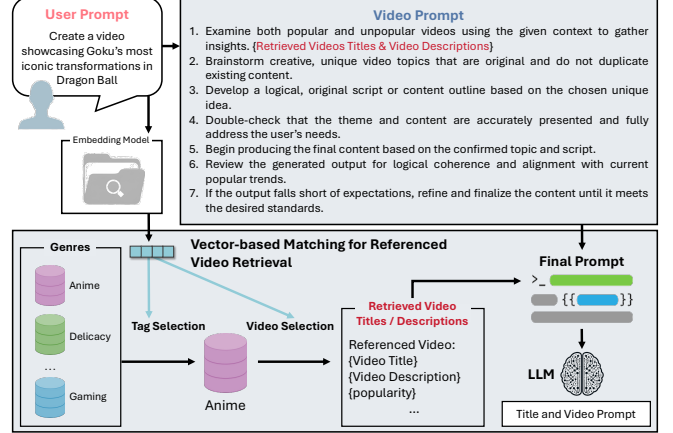 User Prompt
Create a video
showcasing Goku's most
iconic transformations in
Dragon Ball
Embedding Model
Video Prompt
1. Examine both popular and unpopular videos using the given context to gather
insights. {Retrieved Videos Titles & Video Descriptions}
2. Brainstorm creative, unique video topics that are original and do not duplicate
existing content.
3. Develop a logical, original script or content outline based on the chosen unique
idea.
4. Double-check that the theme and content are accurately presented and fully
address the user's needs.
5. Begin producing the final content based on the confirmed topic and script.
6. Review the generated output for logical coherence and alignment with current
popular trends.
7. If the output falls short of expectations, refine and finalize the content until it meets
the desired standards.
Genres
Anime
Delicacy
...
Gaming
Vector-based Matching for Referenced
Video Retrieval
Tag Selection
Video Selection
Anime
Retrieved Video
Titles / Descriptions
Referenced Video:
{Video Title}
{Video Description}
{popularity}
...
Final Prompt
>_
{{ }}
LLM
Title and Video Prompt